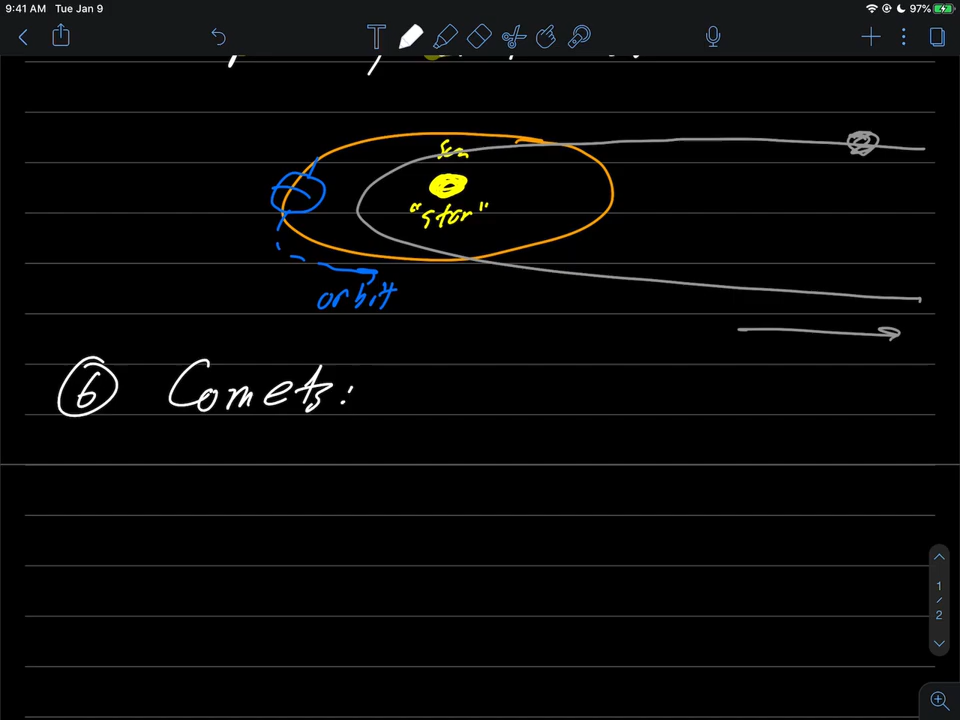 9:41 AM Tue Jan 9
97%
Sun
"star"
orbit
6 Comets:
1
/
2